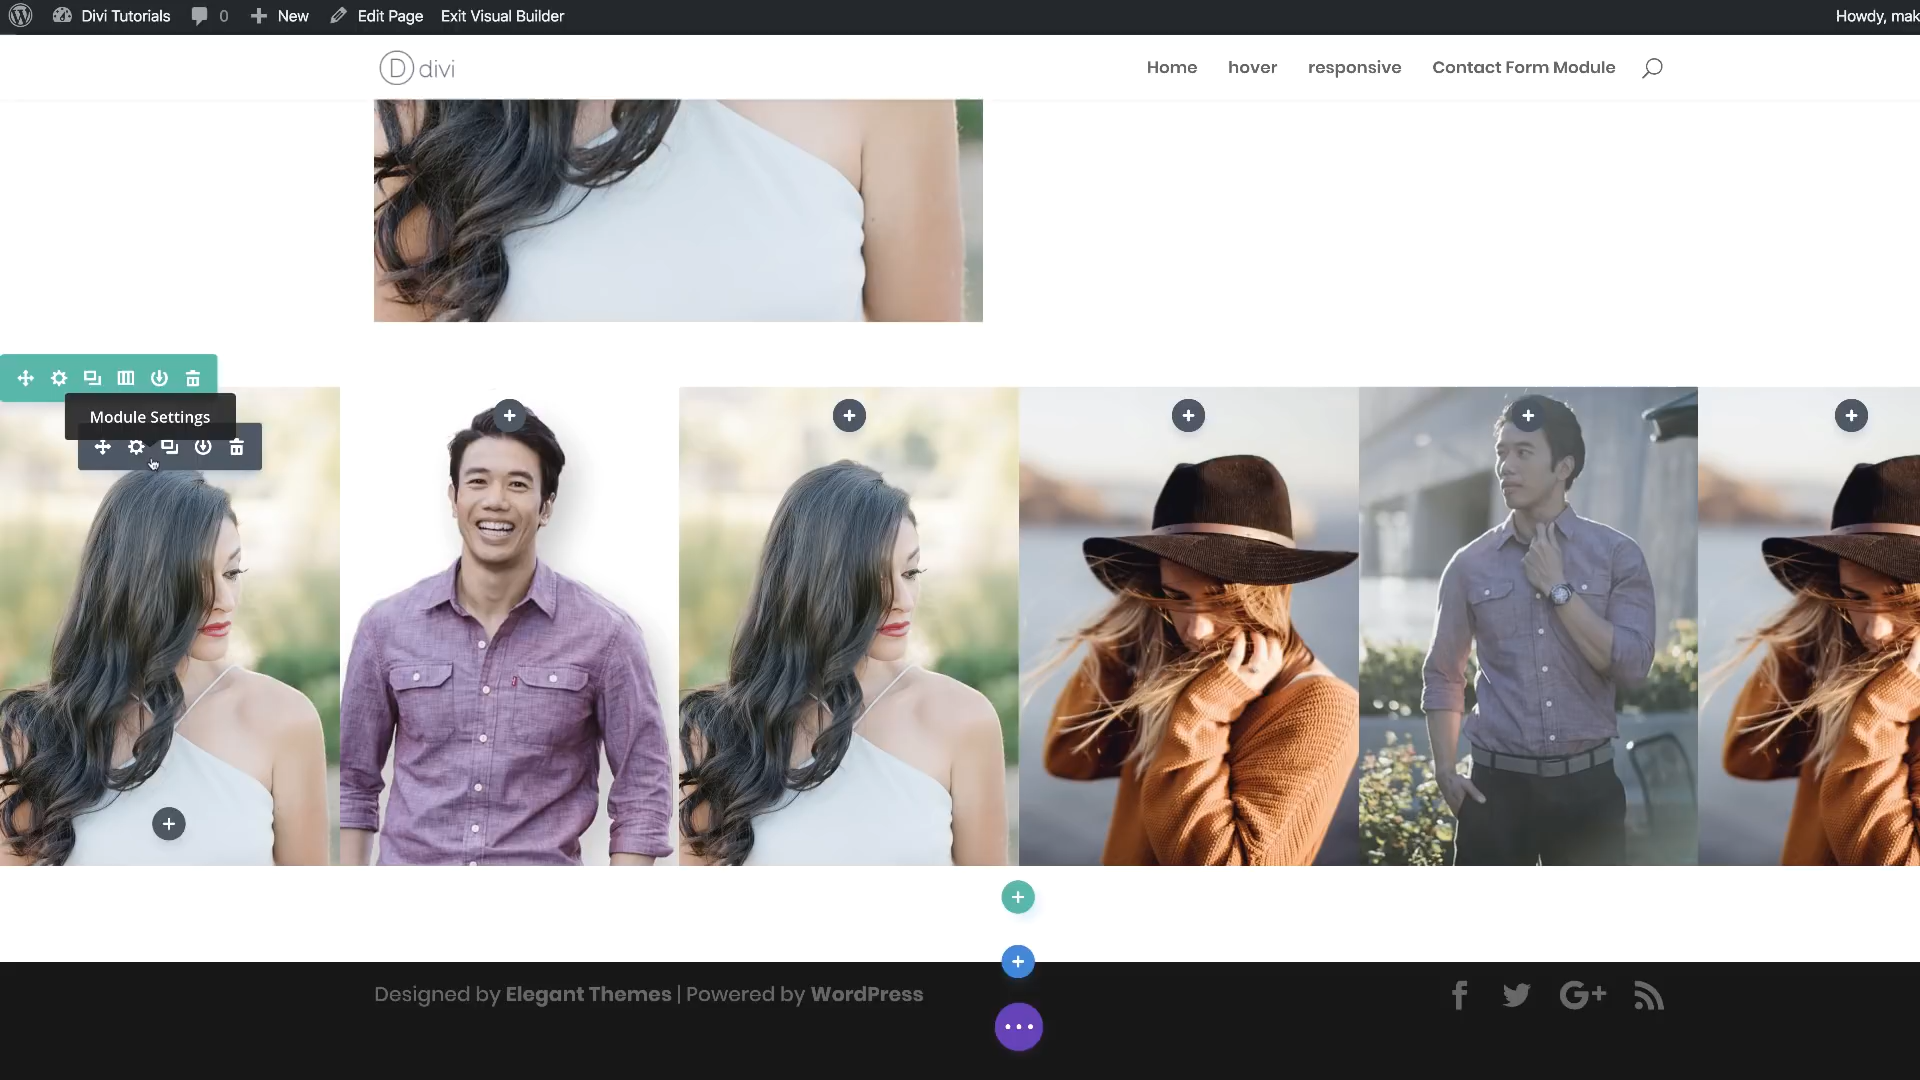 Divi Tutorials 0 New Edit Page Exit Visual Builder Howdy, mak
D divi Home hover responsive Contact Form Module
Module Settings
Designed by Elegant Themes | Powered by WordPress